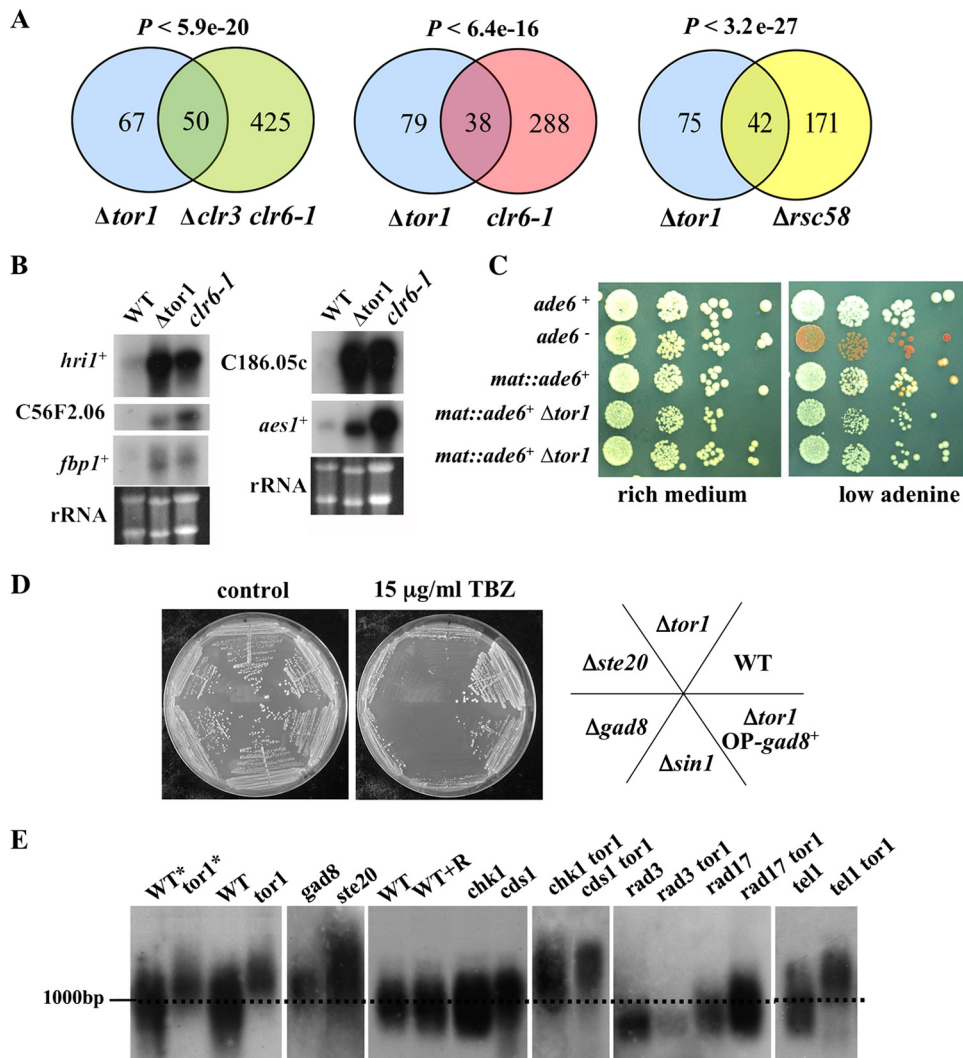 A
P < 5.9e-20
P < 6.4e-16
P < 3.2e-27
67 50 425
79 38 288
75 42 171
Δtor1 Δclr3 clr6-1
Δtor1 clr6-1
Δtor1 Δrsc58
B
WT Δtor1 clr6-1
hri1+
C56F2.06
fbp1+
rRNA
WT Δtor1 clr6-1
C186.05c
aes1+
rRNA
C
ade6 +
ade6 -
mat::ade6+
mat::ade6+ Δtor1
mat::ade6+ Δtor1
rich medium
low adenine
D
control
15 µg/ml TBZ
Δtor1
Δste20
WT
Δgad8
Δtor1
OP-gad8+
Δsin1
E
WT* tor1* WT tor1 gad8 ste20 WT WT+R chk1 cds1 chk1 tor1 cds1 tor1 rad3 rad3 tor1 rad17 rad17 tor1 tel1 tel1 tor1
1000bp